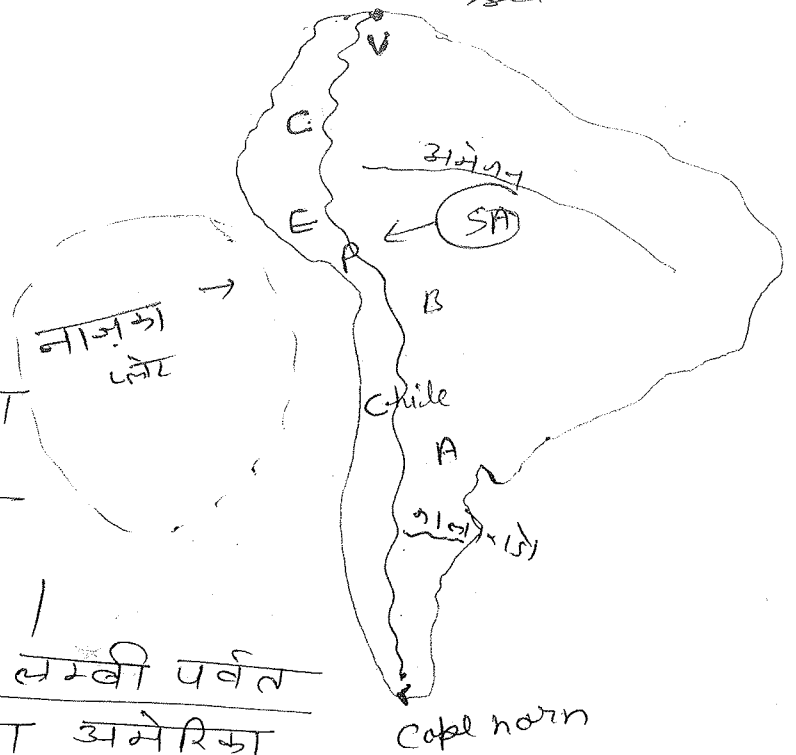 V
C
अमेजन
E
SA
P
B
नाज़का
प्लेट
Chile
A
लम्बी पर्वत
अमेरिका
Cape horn